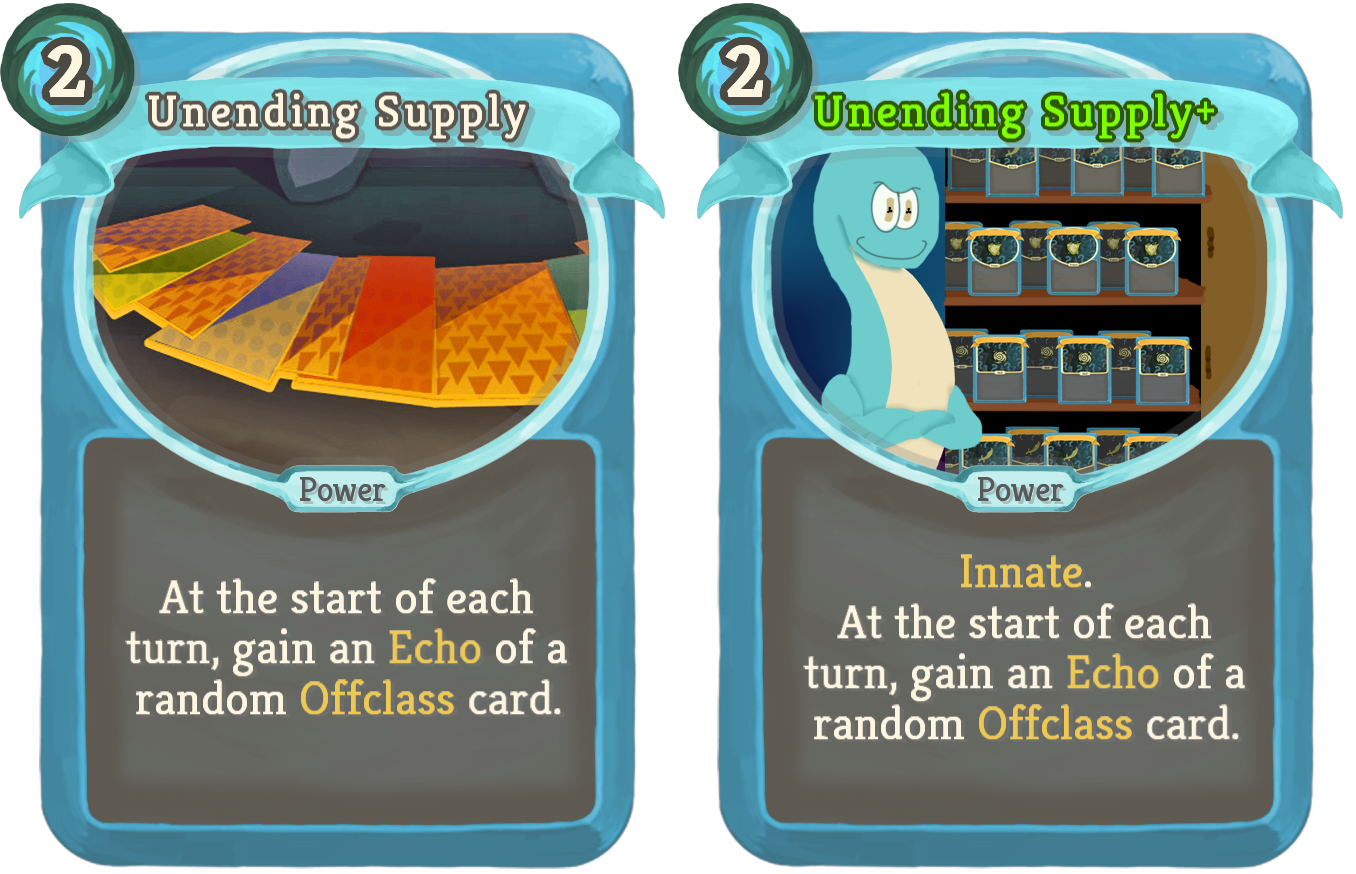 2
Unending Supply
Power
At the start of each
turn, gain an Echo of a
random Offclass card.
2
Unending Supply+
Power
Innate.
At the start of each
turn, gain an Echo of a
random Offclass card.